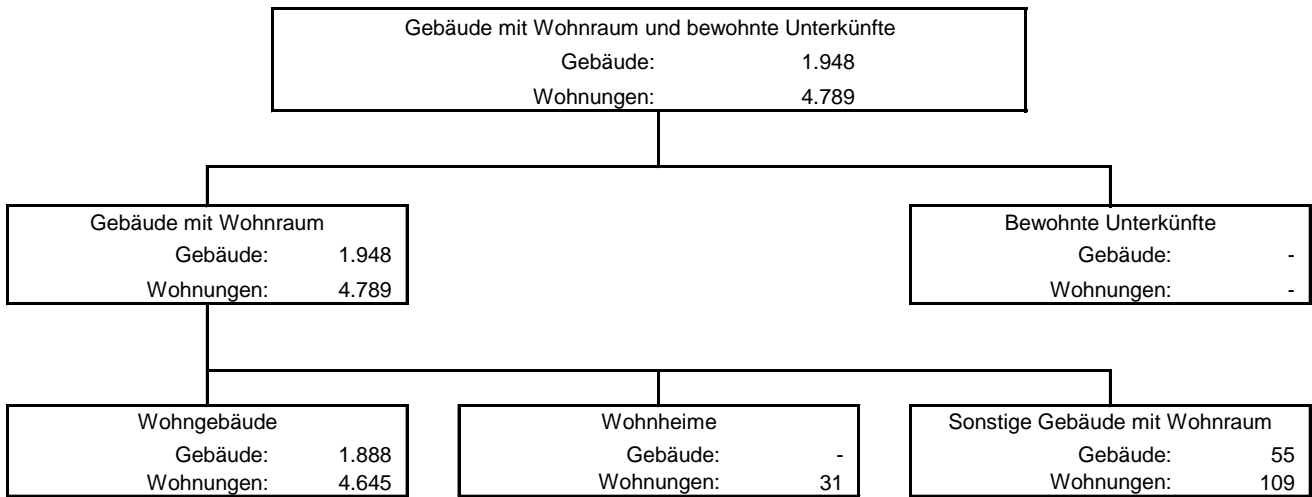 Gebäude mit Wohnraum und bewohnte Unterkünfte
Gebäude: 1.948
Wohnungen: 4.789
Gebäude mit Wohnraum
Gebäude: 1.948
Wohnungen: 4.789
Bewohnte Unterkünfte
Gebäude: -
Wohnungen: -
Wohngebäude
Gebäude: 1.888
Wohnungen: 4.645
Wohnheime
Gebäude: -
Wohnungen: 31
Sonstige Gebäude mit Wohnraum
Gebäude: 55
Wohnungen: 109